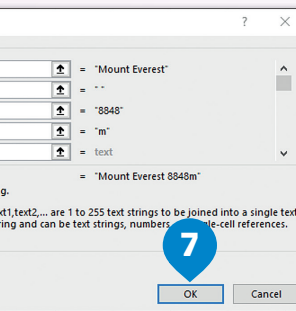 ? ×
= "Mount Everest"
= " "
= "8848"
= "m"
= text
= "Mount Everest 8848m"
g.
xt1,text2,... are 1 to 255 text strings to be joined into a single text
ring and can be text strings, numbers, le-cell references.
7
OK Cancel